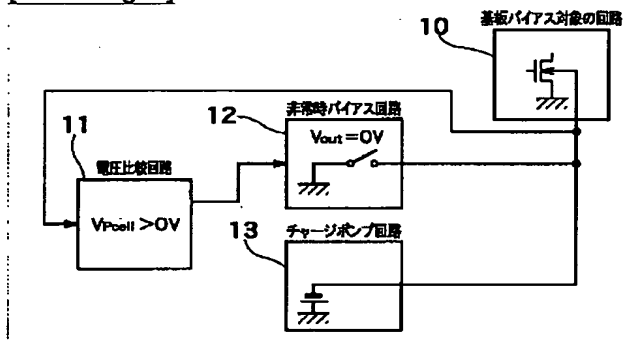 10
基板バイアス対象の回路
12
非常時バイアス回路
Vout=0V
11
電圧比較回路
VPcell >0V
13
チャージポンプ回路